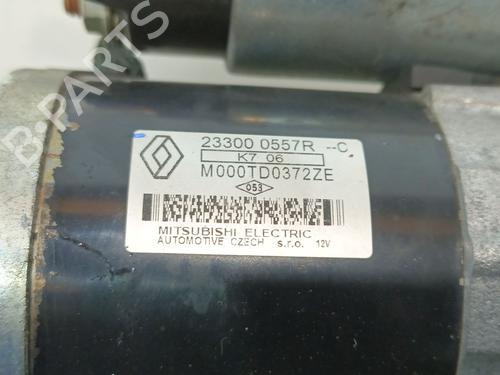 B-PARTS
23300 0557R --C
K7 06
M000TD0372ZE
053
MITSUBISHI ELECTRIC
AUTOMOTIVE CZECH s.r.o. 12V